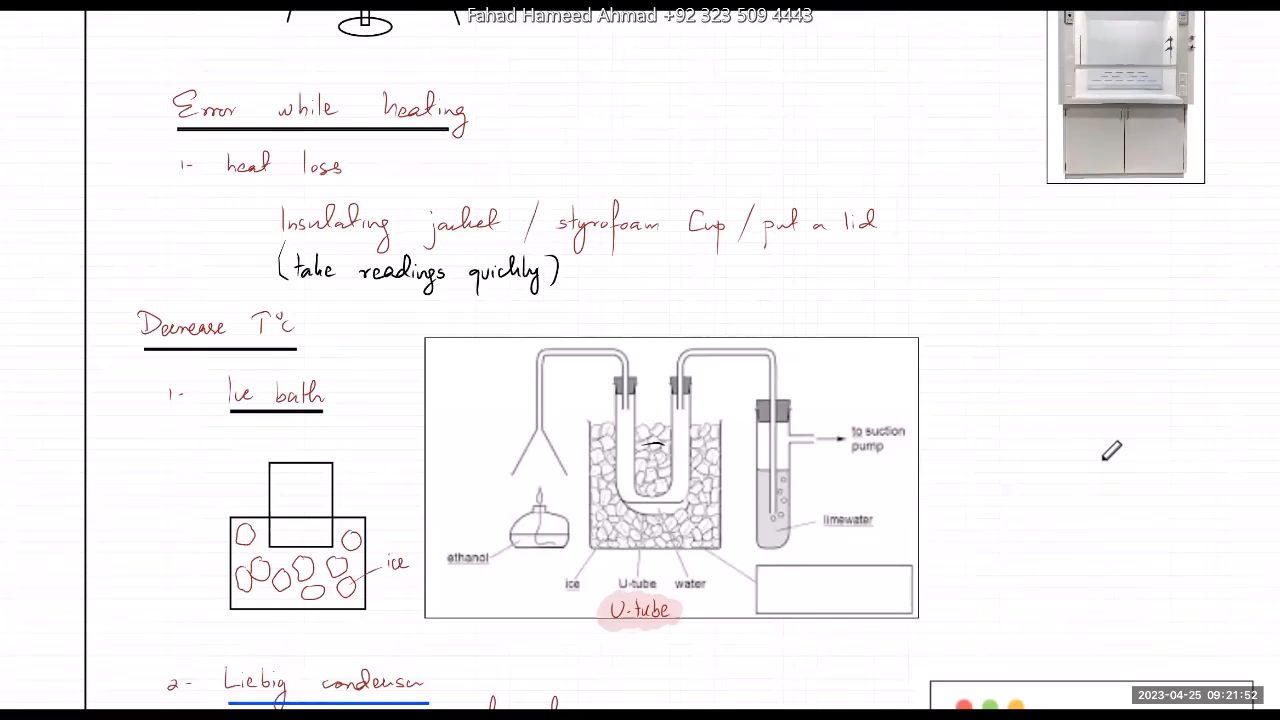 Fahad Hameed Ahmad +92 323 509 4443
Error while heating
1- heat loss
Insulating jacket / styrofoam Cup / put a lid
(take readings quickly)
Decrease T°C
1- Ice bath
ice
to suction
pump
limewater
ethanol
ice
U-tube
water
U-tube
2- Liebig condenser
2023-04-25 09:21:52